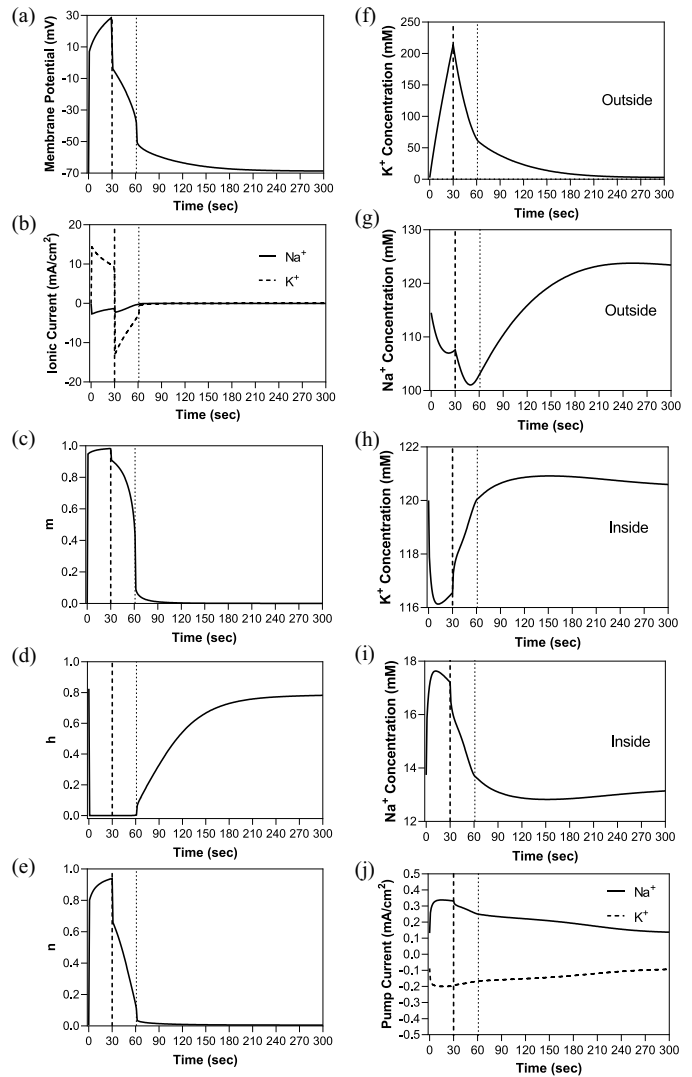 (a)
Membrane Potential (mV)
30
10
-10
-30
-50
-70
0 30 60 90 120 150 180 210 240 270 300
Time (sec)
(b)
Ionic Current (mA/cm²)
20
10
0
-10
-20
Na⁺
K⁺
0 30 60 90 120 150 180 210 240 270 300
Time (sec)
(c)
m
1.0
0.8
0.6
0.4
0.2
0.0
0 30 60 90 120 150 180 210 240 270 300
Time (sec)
(d)
h
1.0
0.8
0.6
0.4
0.2
0.0
0 30 60 90 120 150 180 210 240 270 300
Time (sec)
(e)
n
1.0
0.8
0.6
0.4
0.2
0.0
0 30 60 90 120 150 180 210 240 270 300
Time (sec)
(f)
K⁺ Concentration (mM)
250
200
150
100
50
0
Outside
0 30 60 90 120 150 180 210 240 270 300
Time (sec)
(g)
Na⁺ Concentration (mM)
130
120
110
100
Outside
0 30 60 90 120 150 180 210 240 270 300
Time (sec)
(h)
K⁺ Concentration (mM)
122
120
118
116
Inside
0 30 60 90 120 150 180 210 240 270 300
Time (sec)
(i)
Na⁺ Concentration (mM)
18
16
14
12
Inside
0 30 60 90 120 150 180 210 240 270 300
Time (sec)
(j)
Pump Current (mA/cm²)
0.5
0.4
0.3
0.2
0.1
0.0
-0.1
-0.2
-0.3
-0.4
-0.5
Na⁺
K⁺
0 30 60 90 120 150 180 210 240 270 300
Time (sec)